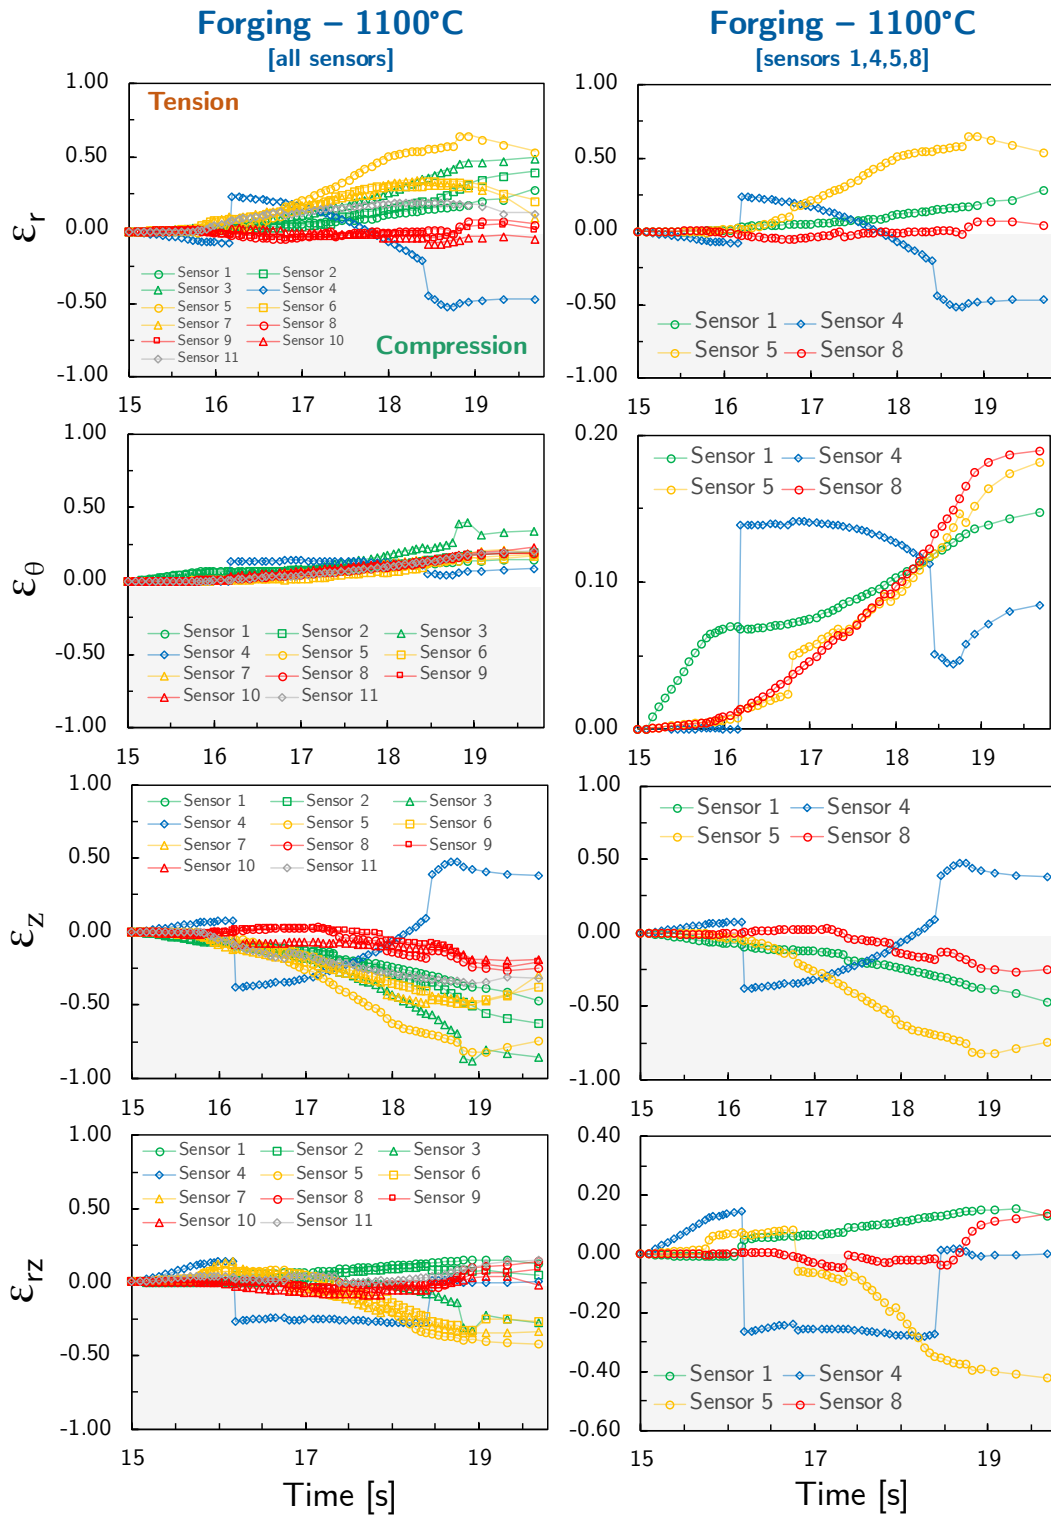 Forging – 1100°C
[all sensors]
Forging – 1100°C
[sensors 1,4,5,8]
εr
1.00
0.50
0.00
-0.50
-1.00
Tension
Compression
Sensor 1 Sensor 2
Sensor 3 Sensor 4
Sensor 5 Sensor 6
Sensor 7 Sensor 8
Sensor 9 Sensor 10
Sensor 11
15 16 17 18 19
1.00
0.50
0.00
-0.50
-1.00
Sensor 1 Sensor 4
Sensor 5 Sensor 8
15 16 17 18 19
εθ
1.00
0.50
0.00
-0.50
-1.00
Sensor 1 Sensor 2 Sensor 3
Sensor 4 Sensor 5 Sensor 6
Sensor 7 Sensor 8 Sensor 9
Sensor 10 Sensor 11
15 16 17 18 19
0.20
0.10
0.00
Sensor 1 Sensor 4
Sensor 5 Sensor 8
15 16 17 18 19
εz
1.00
0.50
0.00
-0.50
-1.00
Sensor 1 Sensor 2 Sensor 3
Sensor 4 Sensor 5 Sensor 6
Sensor 7 Sensor 8 Sensor 9
Sensor 10 Sensor 11
15 16 17 18 19
1.00
0.50
0.00
-0.50
-1.00
Sensor 1 Sensor 4
Sensor 5 Sensor 8
15 16 17 18 19
εrz
1.00
0.50
0.00
-0.50
-1.00
Sensor 1 Sensor 2 Sensor 3
Sensor 4 Sensor 5 Sensor 6
Sensor 7 Sensor 8 Sensor 9
Sensor 10 Sensor 11
15 16 17 18 19
Time [s]
0.40
0.20
0.00
-0.20
-0.40
-0.60
Sensor 1 Sensor 4
Sensor 5 Sensor 8
15 16 17 18 19
Time [s]